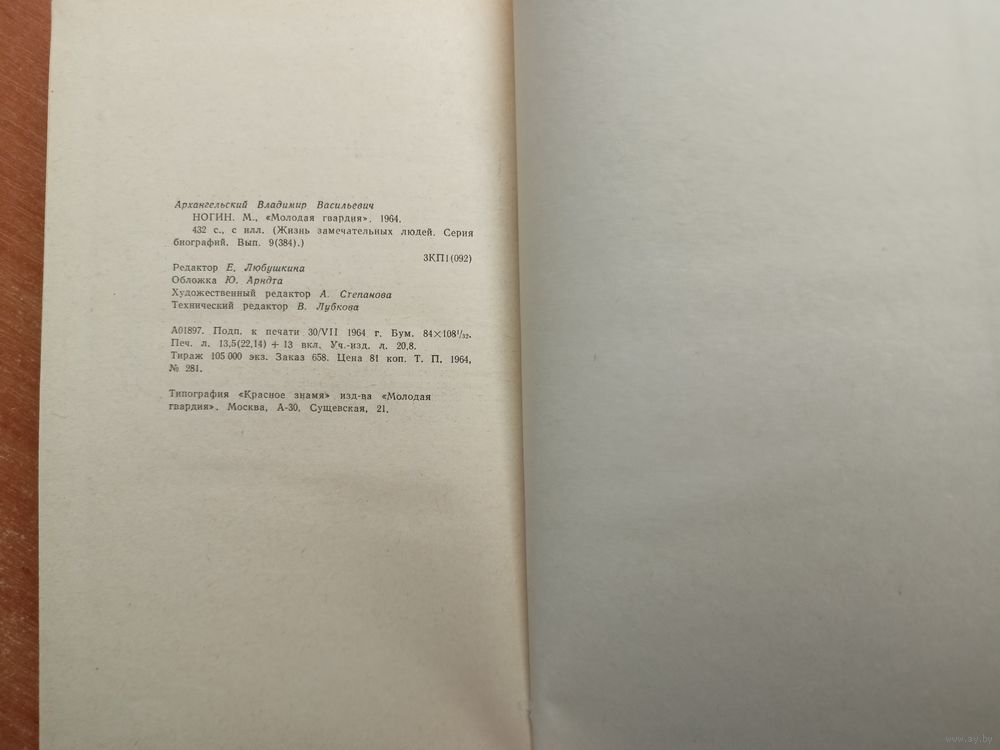 Архангельский Владимир Васильевич
НОГИН. М., «Молодая гвардия», 1964.
432 с., с илл. (Жизнь замечательных людей. Серия
биографий. Вып. 9(384).)
3КП1(092)
Редактор Е. Любушкина
Обложка Ю. Арндта
Художественный редактор А. Степанова
Технический редактор В. Лубкова
А01897. Подп. к печати 30/VII 1964 г. Бум. 84×108¹/₃₂.
Печ. л. 13,5(22,14) + 13 вкл. Уч.-изд. л. 20,8.
Тираж 105 000 экз. Заказ 658. Цена 81 коп. Т. П. 1964,
№ 281.
Типография «Красное знамя» изд-ва «Молодая
гвардия». Москва, А-30, Сущевская, 21.
www.ay.by